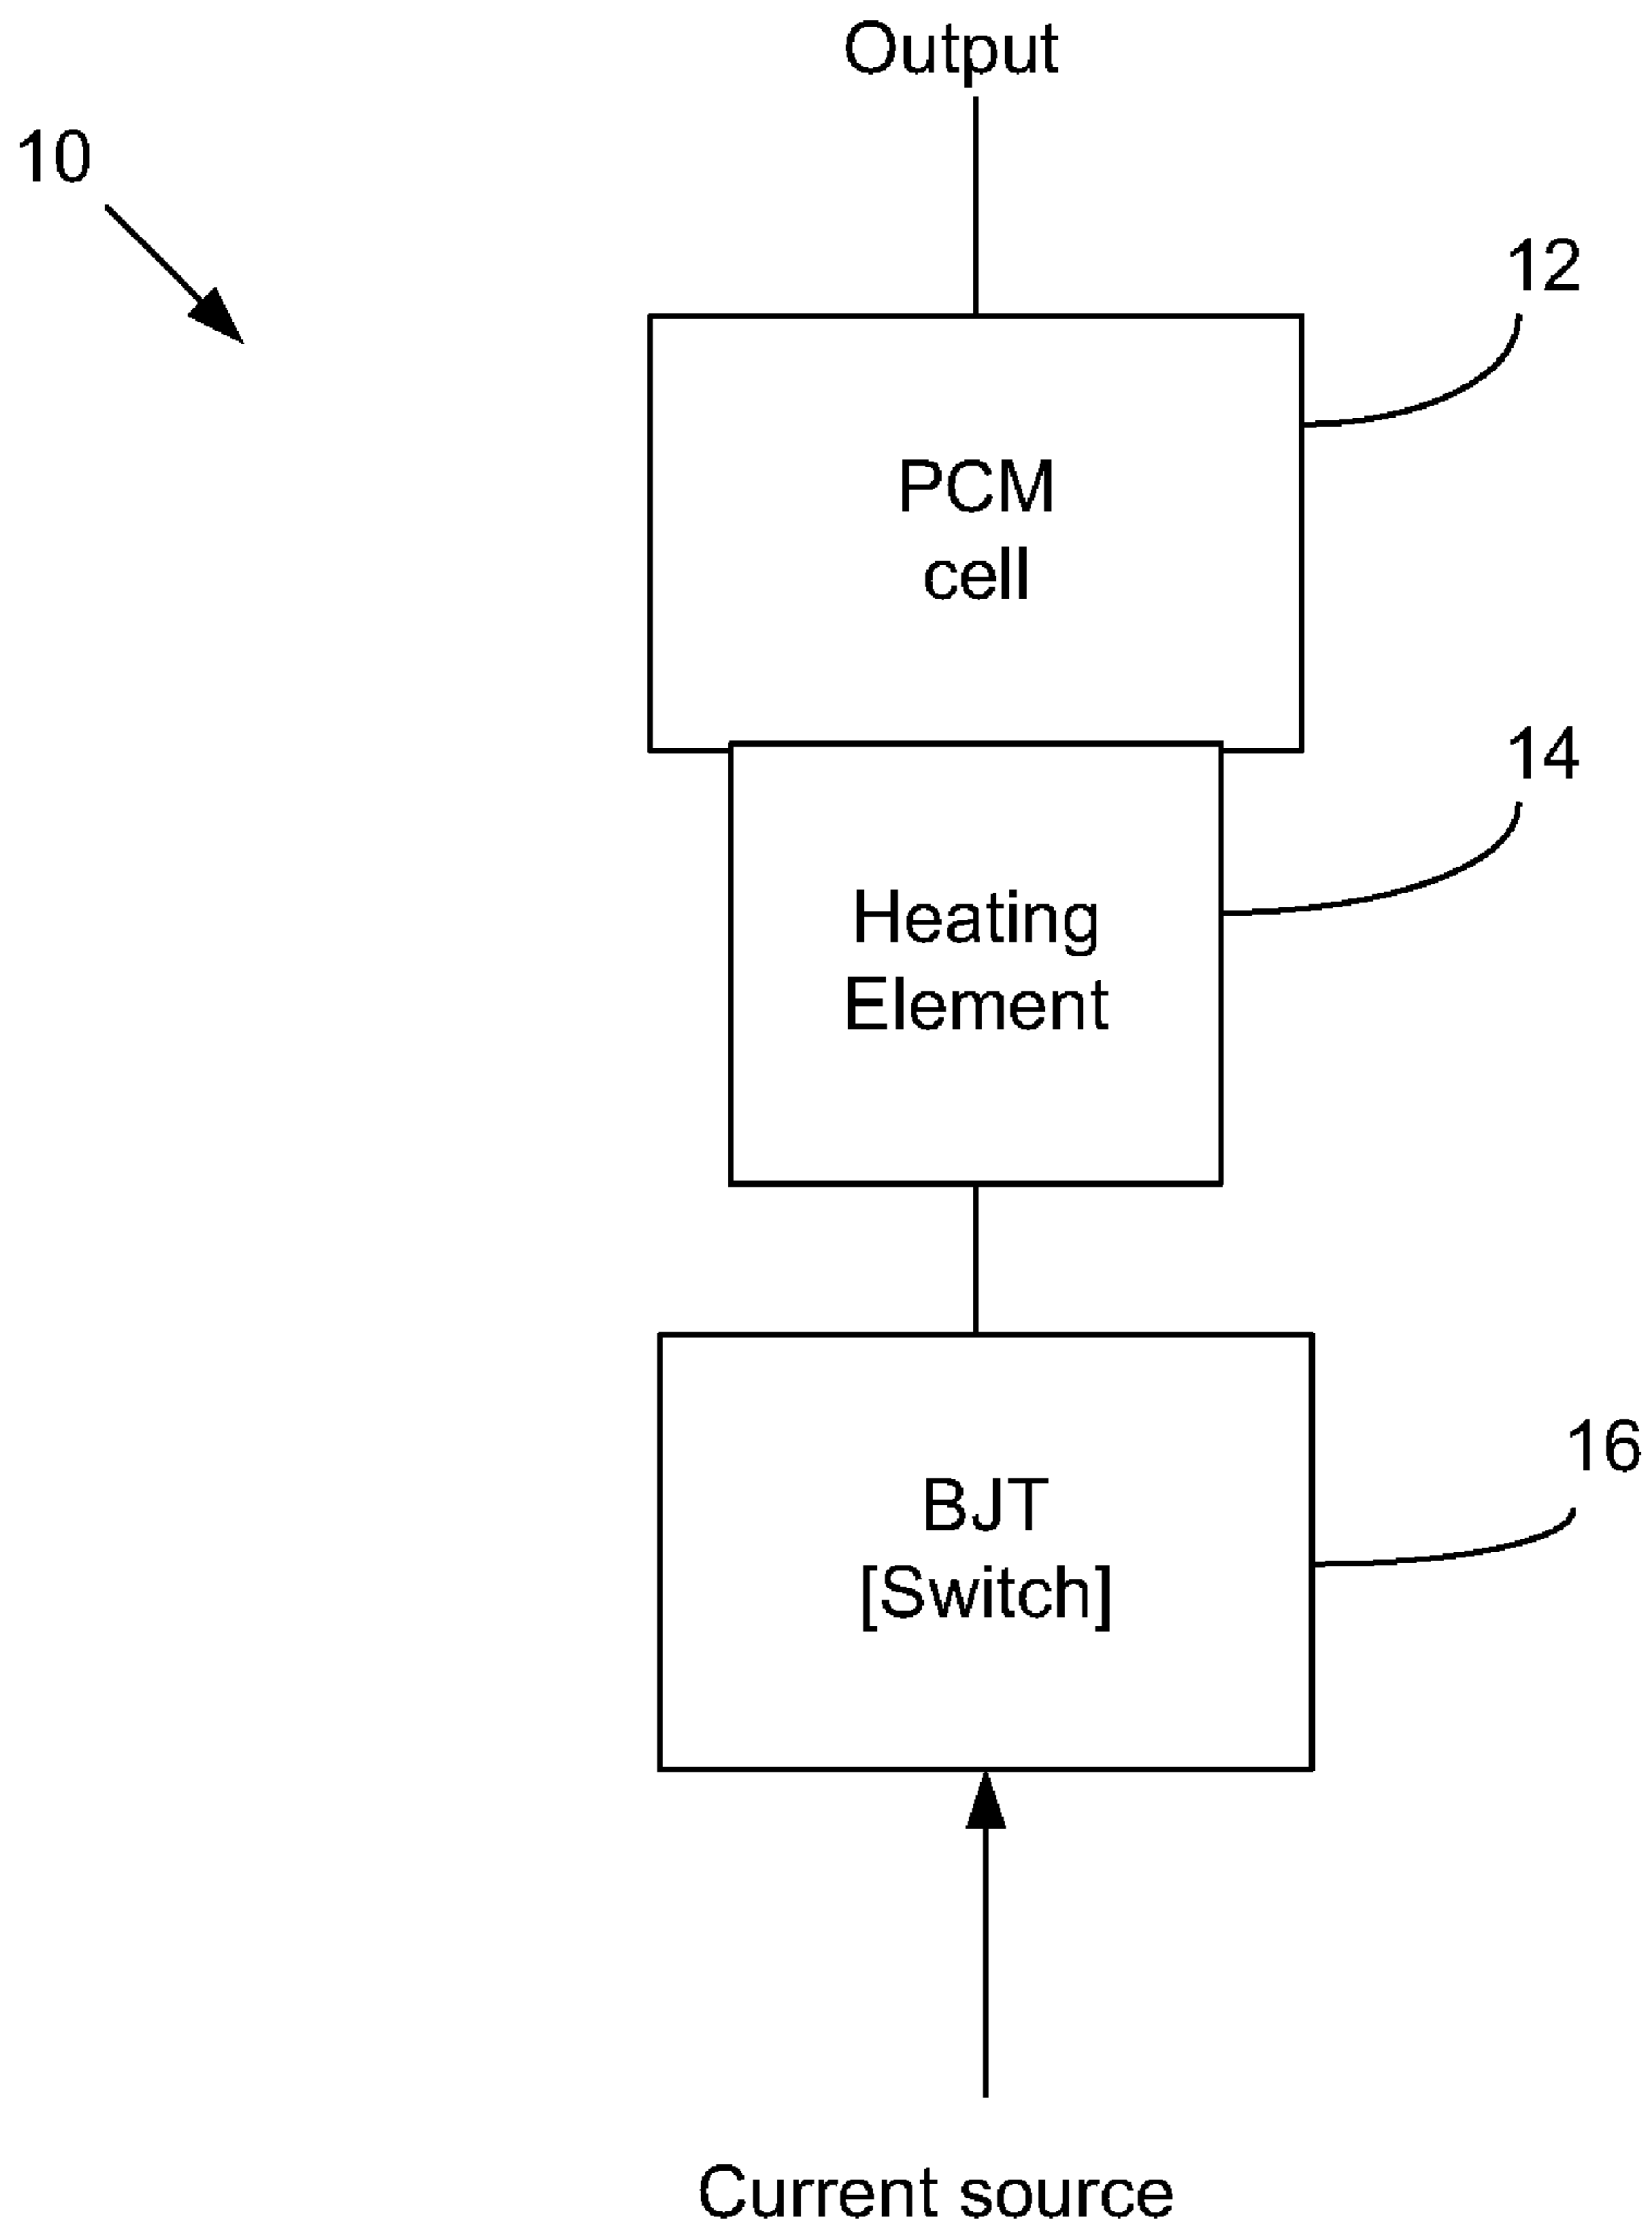 Output
10
12
PCM
cell
14
Heating
Element
16
BJT
[Switch]
Current source